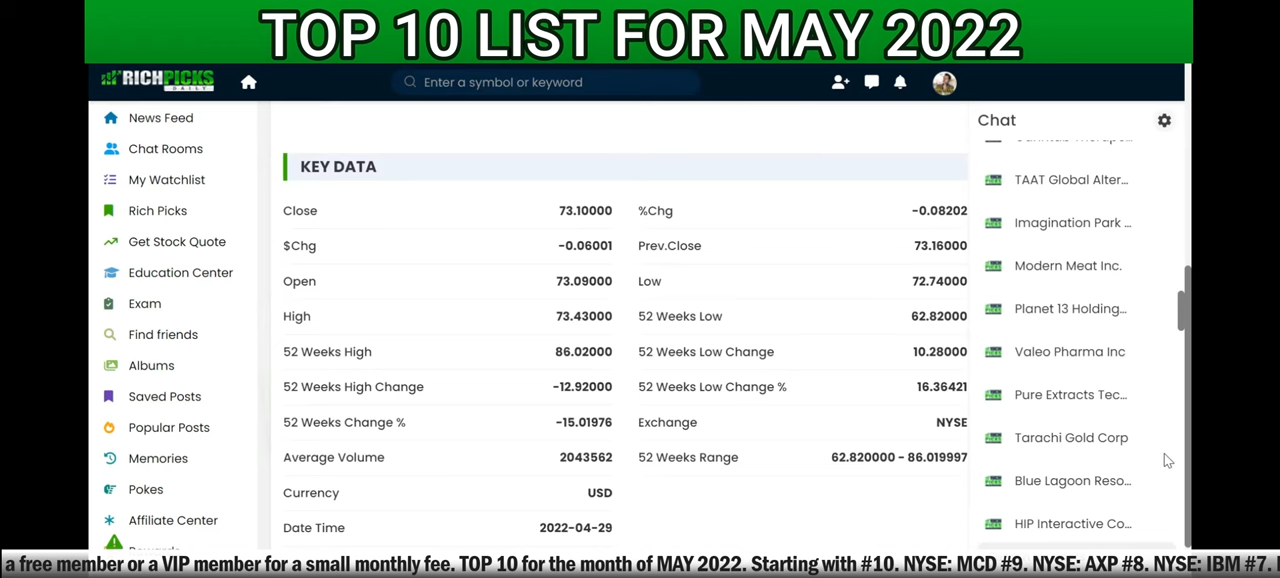 TOP 10 LIST FOR MAY 2022
RICHPICKS
DAILY
Enter a symbol or keyword
News Feed
Chat Rooms
My Watchlist
Rich Picks
Get Stock Quote
Education Center
Exam
Find friends
Albums
Saved Posts
Popular Posts
Memories
Pokes
Affiliate Center
KEY DATA
Close 73.10000 %Chg -0.08202
$Chg -0.06001 Prev.Close 73.16000
Open 73.09000 Low 72.74000
High 73.43000 52 Weeks Low 62.82000
52 Weeks High 86.02000 52 Weeks Low Change 10.28000
52 Weeks High Change -12.92000 52 Weeks Low Change % 16.36421
52 Weeks Change % -15.01976 Exchange NYSE
Average Volume 2043562 52 Weeks Range 62.820000 - 86.019997
Currency USD
Date Time 2022-04-29
Chat
TAAT Global Alter...
Imagination Park ...
Modern Meat Inc.
Planet 13 Holding...
Valeo Pharma Inc
Pure Extracts Tec...
Tarachi Gold Corp
Blue Lagoon Reso...
HIP Interactive Co...
a free member or a VIP member for a small monthly fee. TOP 10 for the month of MAY 2022. Starting with #10. NYSE: MCD #9. NYSE: AXP #8. NYSE: IBM #7.